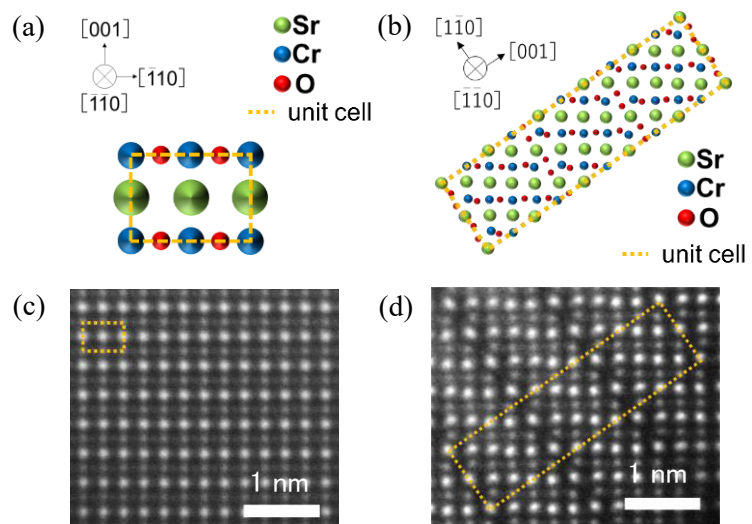 (a)
[001]
[1̄10]
[1̄1̄0]
Sr
Cr
O
unit cell
(b)
[11̄0]
[001]
[1̄1̄0]
Sr
Cr
O
unit cell
(c)
1 nm
(d)
1 nm